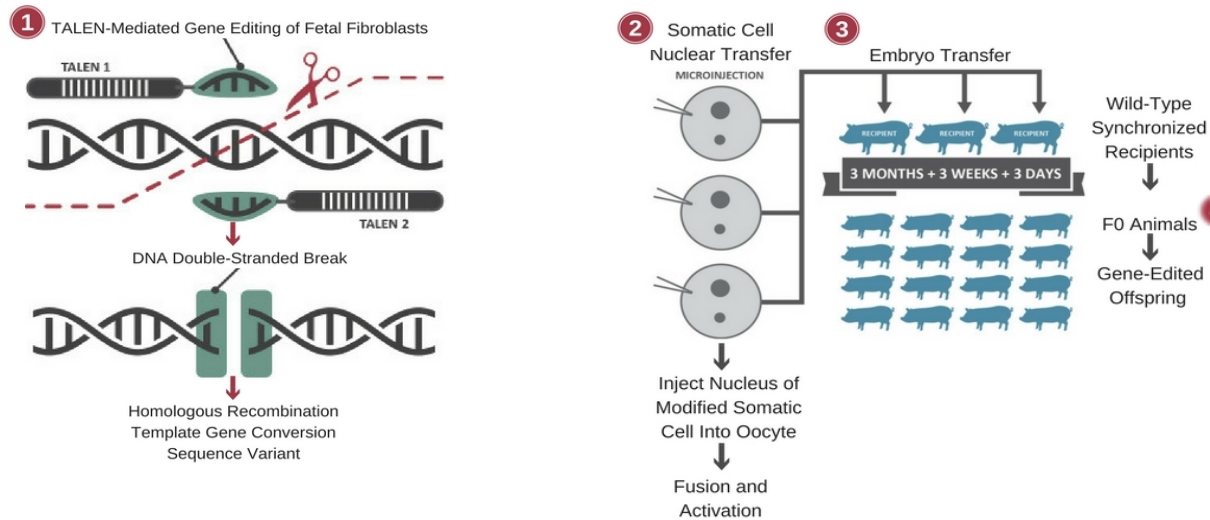 1
TALEN-Mediated Gene Editing of Fetal Fibroblasts
TALEN 1
TALEN 2
DNA Double-Stranded Break
Homologous Recombination
Template Gene Conversion
Sequence Variant
2
Somatic Cell
Nuclear Transfer
MICROINJECTION
Inject Nucleus of
Modified Somatic
Cell Into Oocyte
Fusion and
Activation
3
Embryo Transfer
RECIPIENT RECIPIENT RECIPIENT
3 MONTHS + 3 WEEKS + 3 DAYS
Wild-Type
Synchronized
Recipients
F0 Animals
Gene-Edited
Offspring